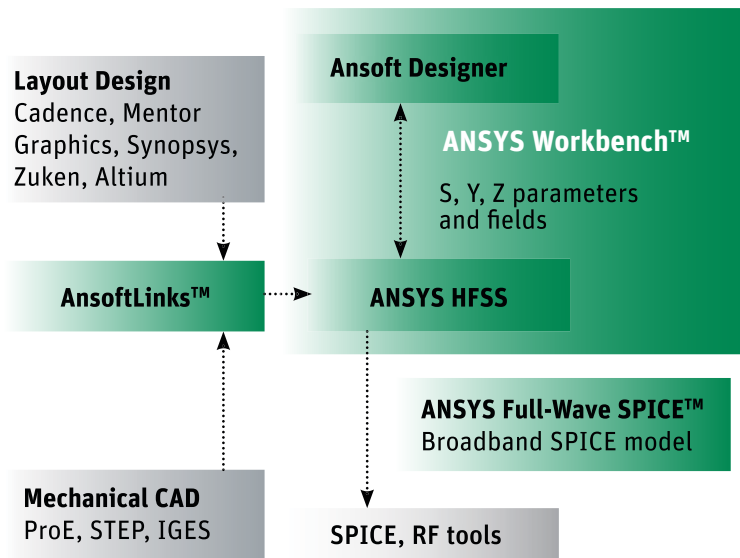 Layout Design
Cadence, Mentor
Graphics, Synopsys,
Zuken, Altium
Ansoft Designer
ANSYS Workbench™
S, Y, Z parameters
and fields
AnsoftLinks™
ANSYS HFSS
ANSYS Full-Wave SPICE™
Broadband SPICE model
Mechanical CAD
ProE, STEP, IGES
SPICE, RF tools